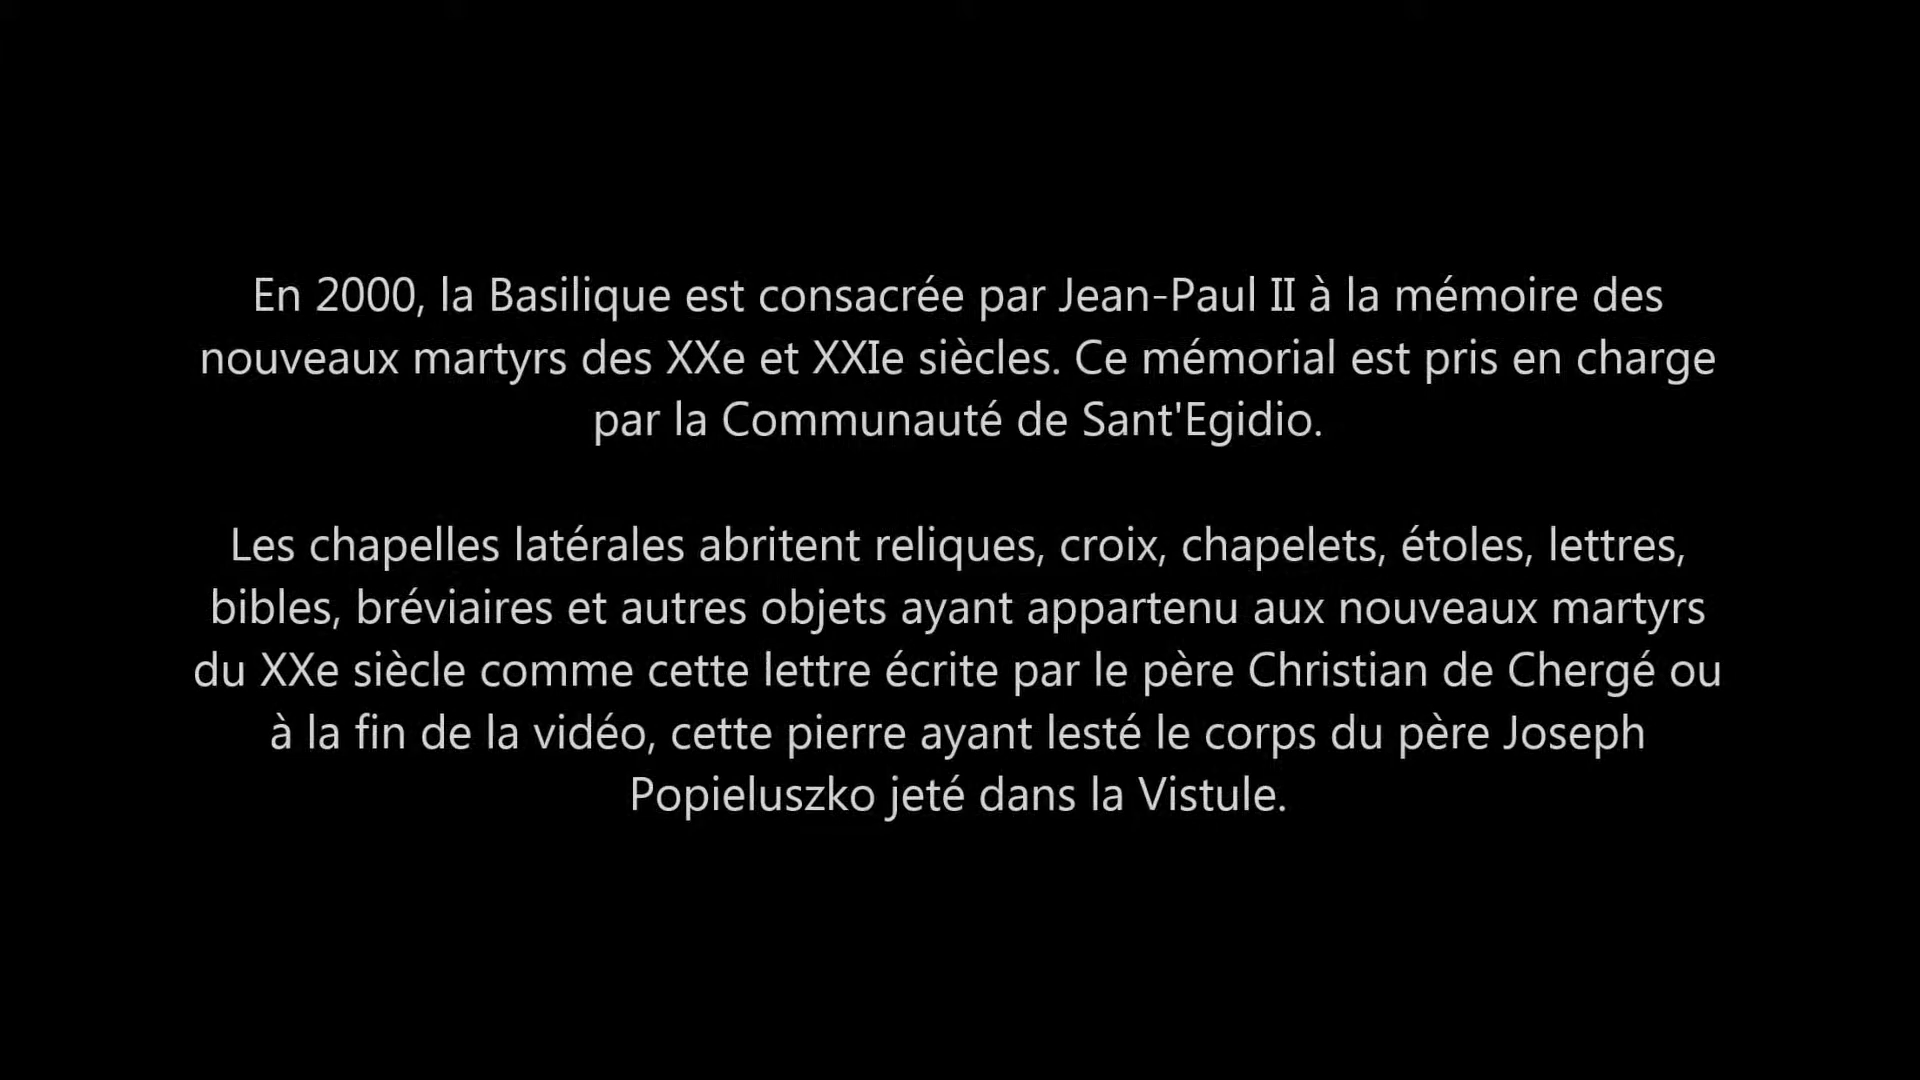 En 2000, la Basilique est consacrée par Jean-Paul II à la mémoire des
nouveaux martyrs des XXe et XXIe siècles. Ce mémorial est pris en charge
par la Communauté de Sant'Egidio.
Les chapelles latérales abritent reliques, croix, chapelets, étoles, lettres,
bibles, bréviaires et autres objets ayant appartenu aux nouveaux martyrs
du XXe siècle comme cette lettre écrite par le père Christian de Chergé ou
à la fin de la vidéo, cette pierre ayant lesté le corps du père Joseph
Popieluszko jeté dans la Vistule.